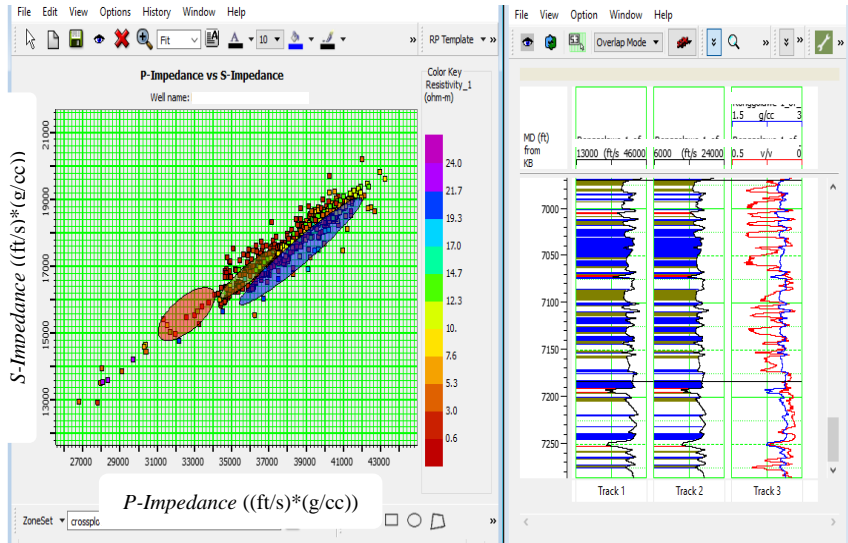 File Edit View Options History Window Help
Fit
A
10
»
RP Template
»
P-Impedance vs S-Impedance
Well name:
Color Key
Resistivity_1
(ohm-m)
24.0
21.7
19.3
17.0
14.7
12.3
10.
7.6
5.3
3.0
0.6
S-Impedance ((ft/s)*(g/cc))
21000
19000
17000
15000
13000
27000 29000 31000 33000 35000 37000 39000 41000 43000
P-Impedance ((ft/s)*(g/cc))
ZoneSet crossplo
»
File View Option Window Help
Overlap Mode
» » »
1.5 g/cc 3
MD (ft)
from
KB
13000 (ft/s 46000
6000 (ft/s 24000
0.5 v/v 0
7000
7050
7100
7150
7200
7250
Track 1 Track 2 Track 3